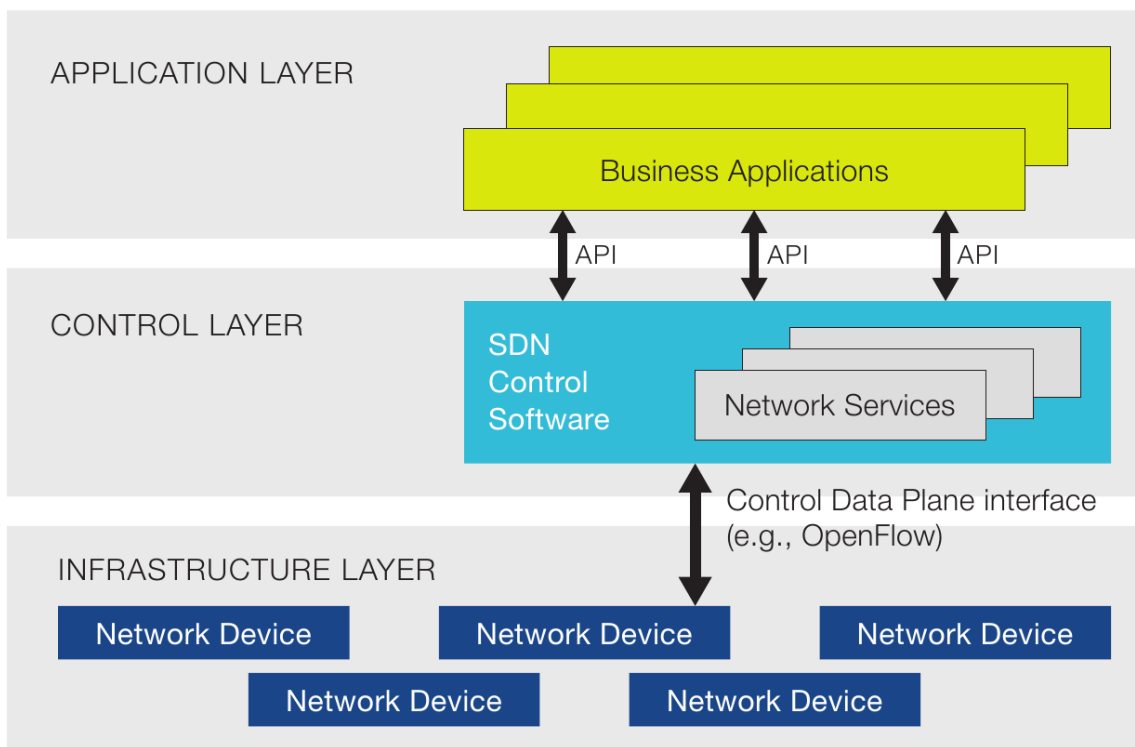 APPLICATION LAYER
Business Applications
API
API
API
CONTROL LAYER
SDN
Control
Software
Network Services
Control Data Plane interface
(e.g., OpenFlow)
INFRASTRUCTURE LAYER
Network Device
Network Device
Network Device
Network Device
Network Device